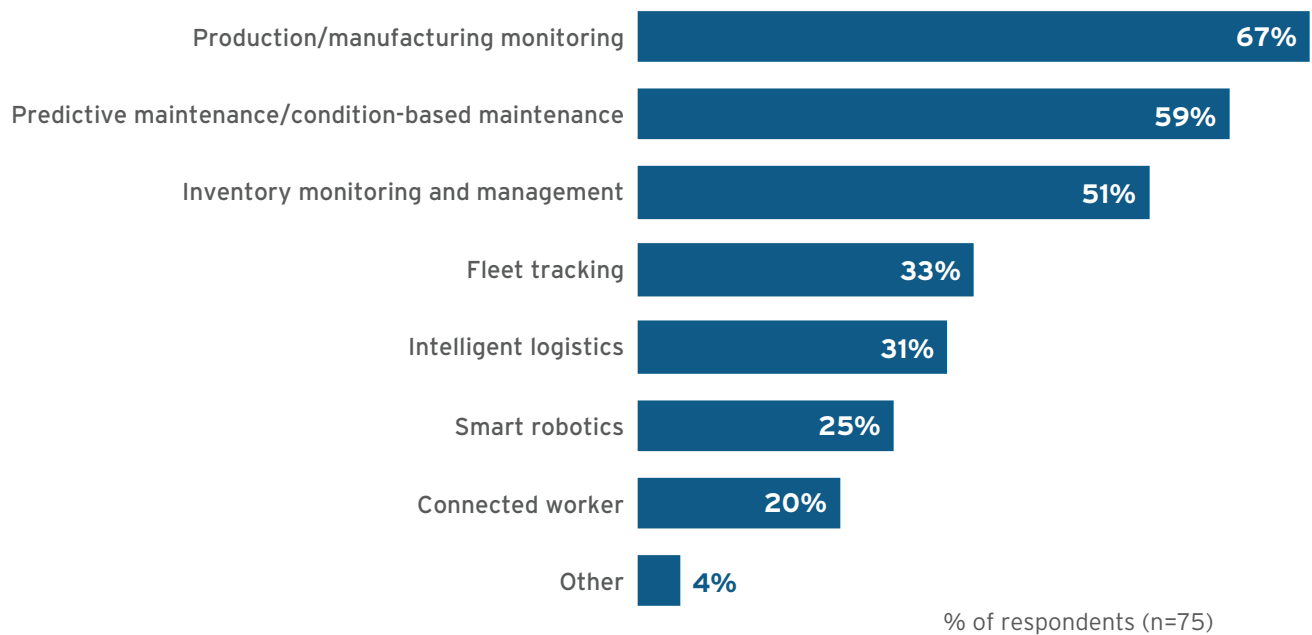 Production/manufacturing monitoring 67%
Predictive maintenance/condition-based maintenance 59%
Inventory monitoring and management 51%
Fleet tracking 33%
Intelligent logistics 31%
Smart robotics 25%
Connected worker 20%
Other 4%
% of respondents (n=75)